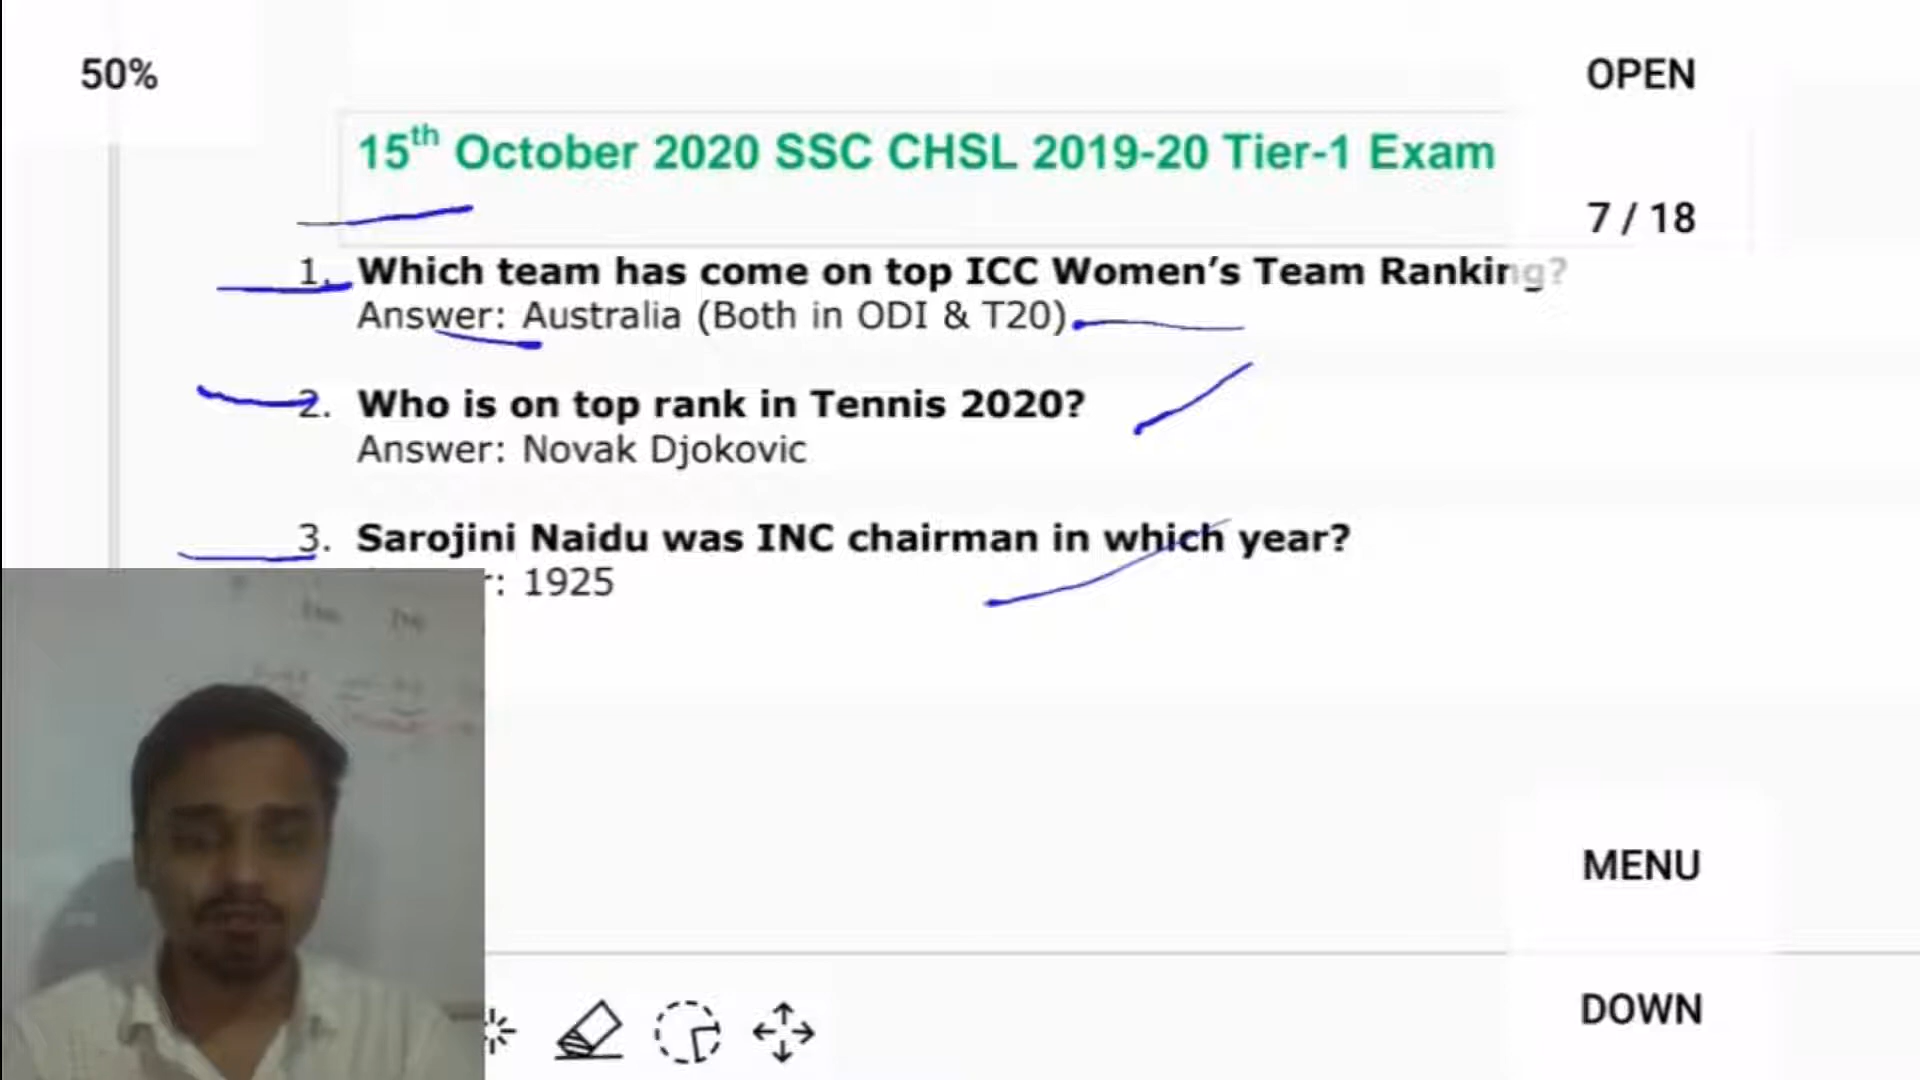 50%
OPEN
15th October 2020 SSC CHSL 2019-20 Tier-1 Exam
7 / 18
1. Which team has come on top ICC Women's Team Ranking?
Answer: Australia (Both in ODI & T20)
2. Who is on top rank in Tennis 2020?
Answer: Novak Djokovic
3. Sarojini Naidu was INC chairman in which year?
r: 1925
MENU
DOWN